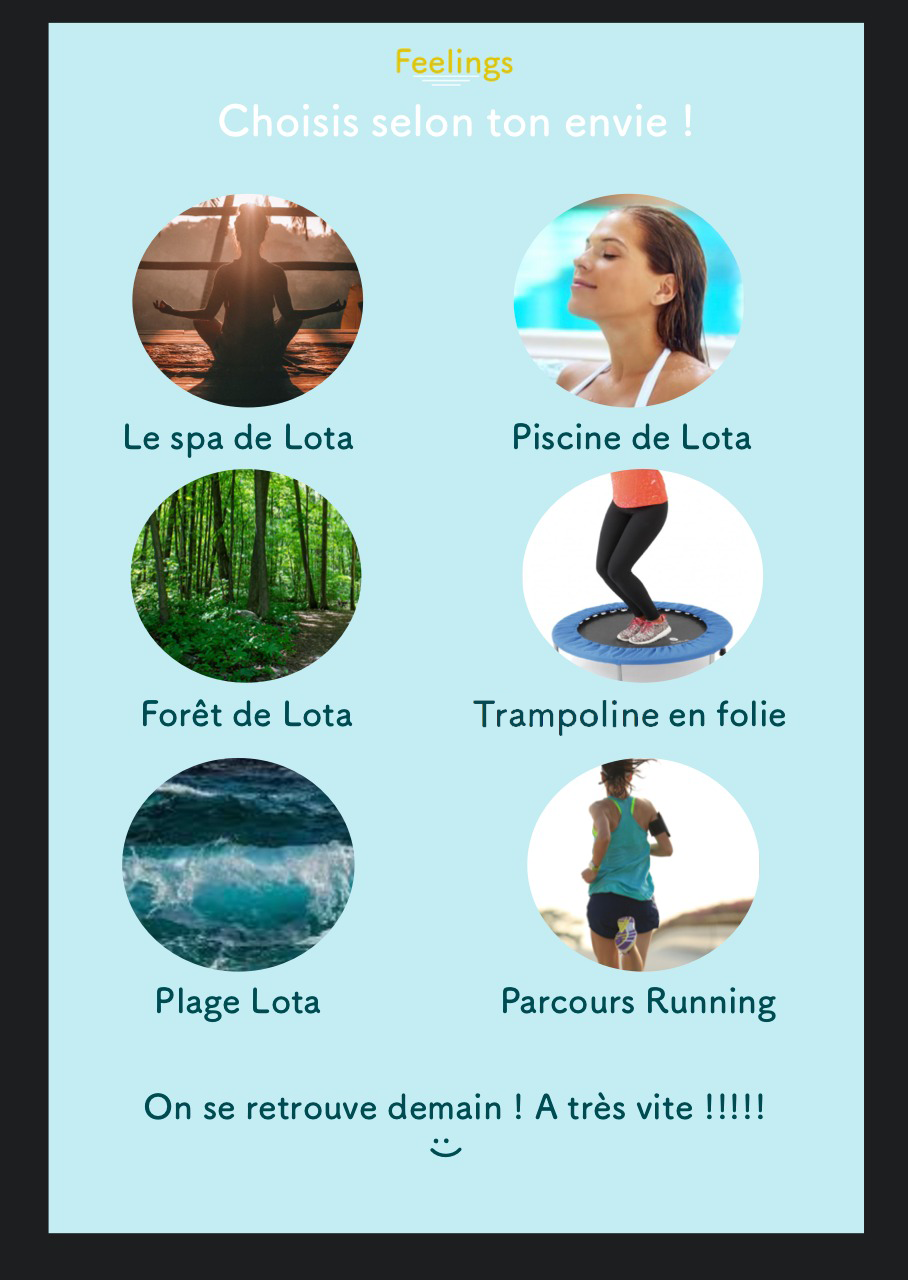 Feelings
Choisis selon ton envie !
Le spa de Lota
Piscine de Lota
Forêt de Lota
Trampoline en folie
Plage Lota
Parcours Running
On se retrouve demain ! A très vite !!!!!